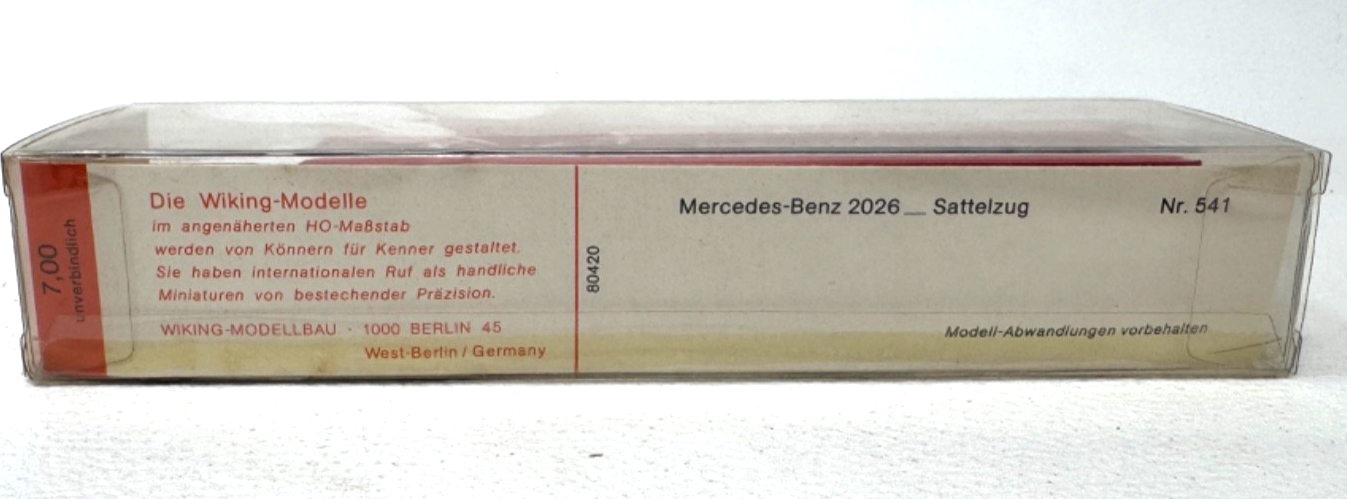 7,00
unverbindlich
Die Wiking-Modelle
im angenäherten HO-Maßstab
werden von Könnern für Kenner gestaltet.
Sie haben internationalen Ruf als handliche
Miniaturen von bestechender Präzision.
WIKING-MODELLBAU · 1000 BERLIN 45
West-Berlin / Germany
80420
Mercedes-Benz 2026 __ Sattelzug
Nr. 541
Modell-Abwandlungen vorbehalten